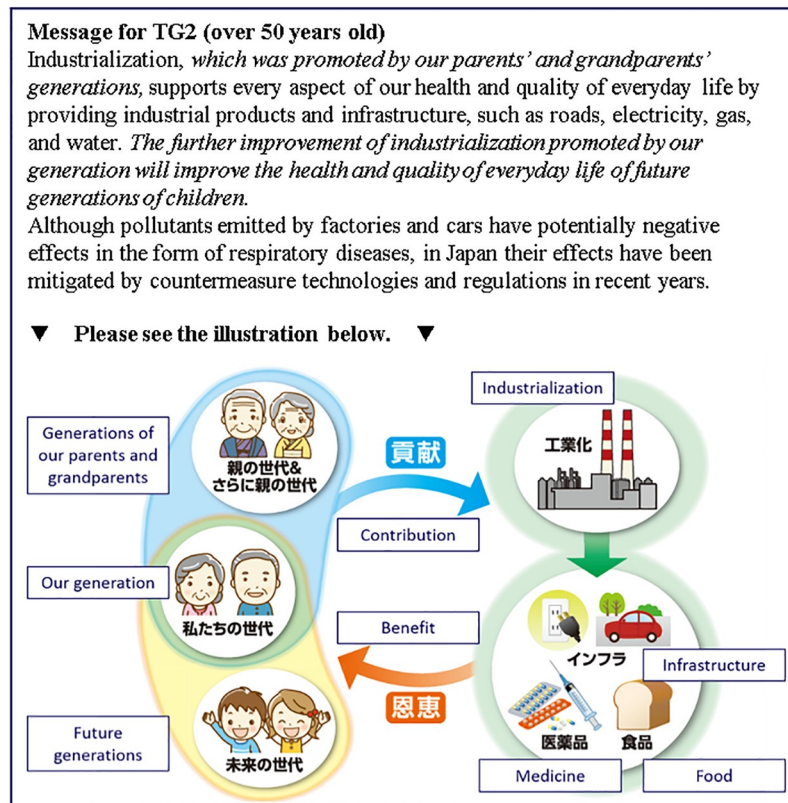 Message for TG2 (over 50 years old)
Industrialization, which was promoted by our parents' and grandparents'
generations, supports every aspect of our health and quality of everyday life by
providing industrial products and infrastructure, such as roads, electricity, gas,
and water. The further improvement of industrialization promoted by our
generation will improve the health and quality of everyday life of future
generations of children.
Although pollutants emitted by factories and cars have potentially negative
effects in the form of respiratory diseases, in Japan their effects have been
mitigated by countermeasure technologies and regulations in recent years.
▼ Please see the illustration below. ▼
Generations of
our parents and
grandparents
親の世代&
さらに親の世代
貢献
Contribution
Industrialization
工業化
Our generation
私たちの世代
Benefit
恩恵
インフラ
Infrastructure
医薬品
食品
Medicine
Food
Future
generations
未来の世代